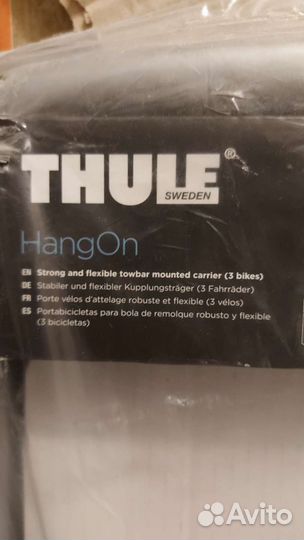 THULE®
SWEDEN
HangOn
EN Strong and flexible towbar mounted carrier (3 bikes)
DE Stabiler und flexibler Kupplungsträger (3 Fahrräder)
FR Porte vélos d'attelage robuste et flexible (3 vélos)
ES Portabicicletas para bola de remolque robusto y flexible
(3 bicicletas)
Avito